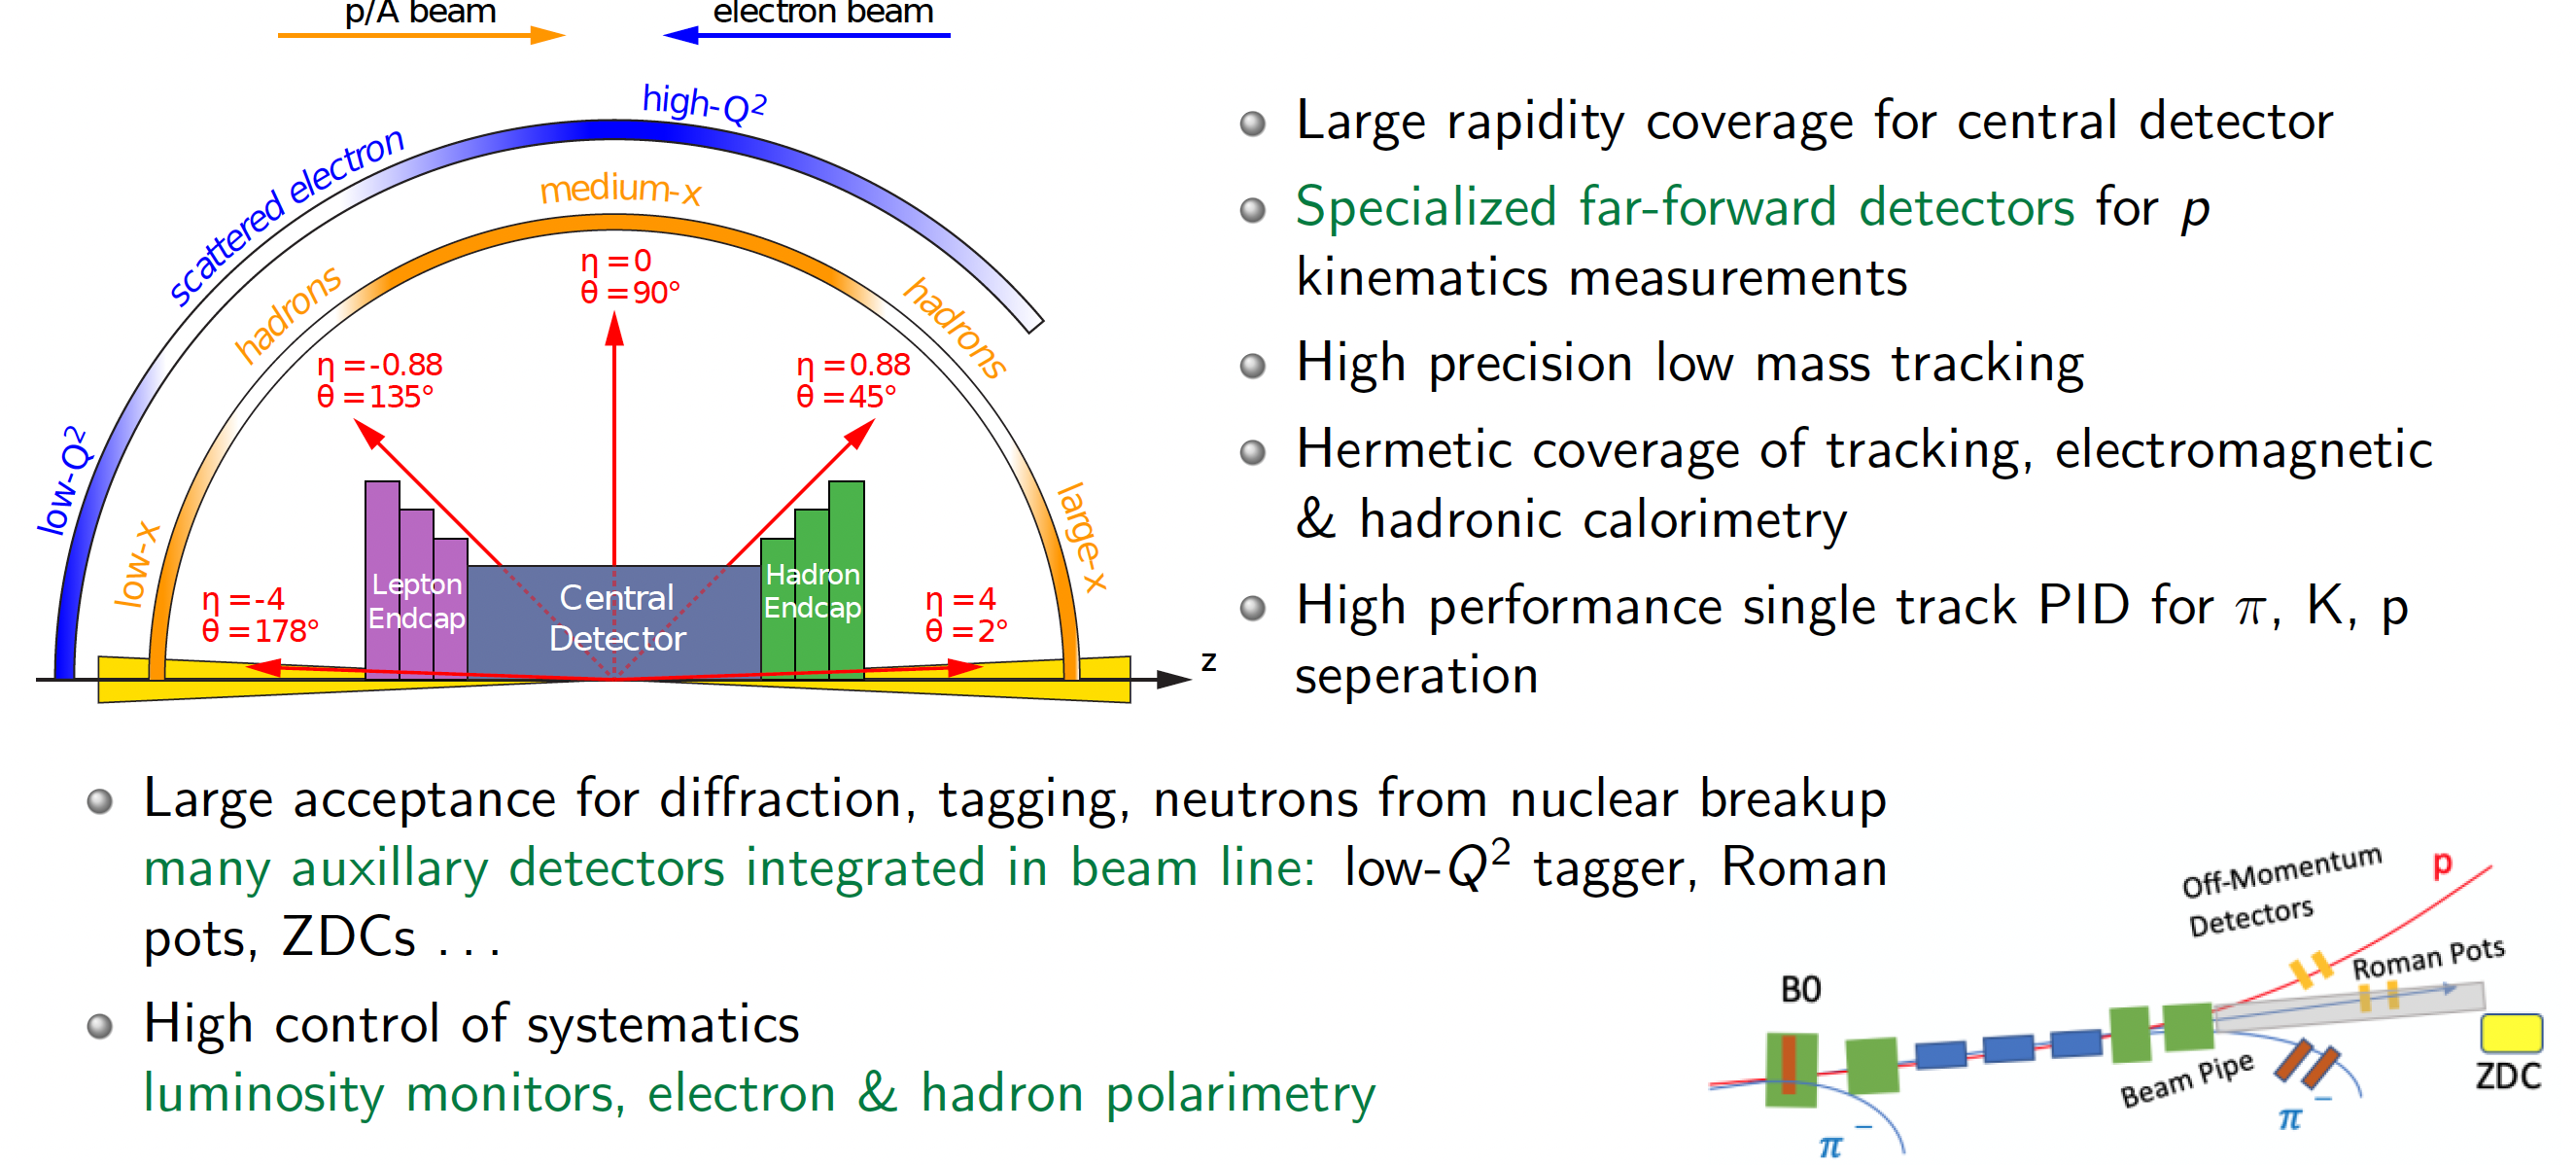 p/A beam
electron beam
high-Q²
scattered electron
medium-x
hadrons
hadrons
η = 0
θ = 90°
η = -0.88
θ = 135°
η = 0.88
θ = 45°
low-Q²
low-x
large-x
η = -4
θ = 178°
η = 4
θ = 2°
Lepton
Endcap
Central
Detector
Hadron
Endcap
z
Large rapidity coverage for central detector
Specialized far-forward detectors for p
kinematics measurements
High precision low mass tracking
Hermetic coverage of tracking, electromagnetic
& hadronic calorimetry
High performance single track PID for π, K, p
seperation
Large acceptance for diffraction, tagging, neutrons from nuclear breakup
many auxillary detectors integrated in beam line: low-Q² tagger, Roman
pots, ZDCs . . .
High control of systematics
luminosity monitors, electron & hadron polarimetry
Off-Momentum
Detectors
p
Roman Pots
B0
Beam Pipe
ZDC
π⁻
π⁻